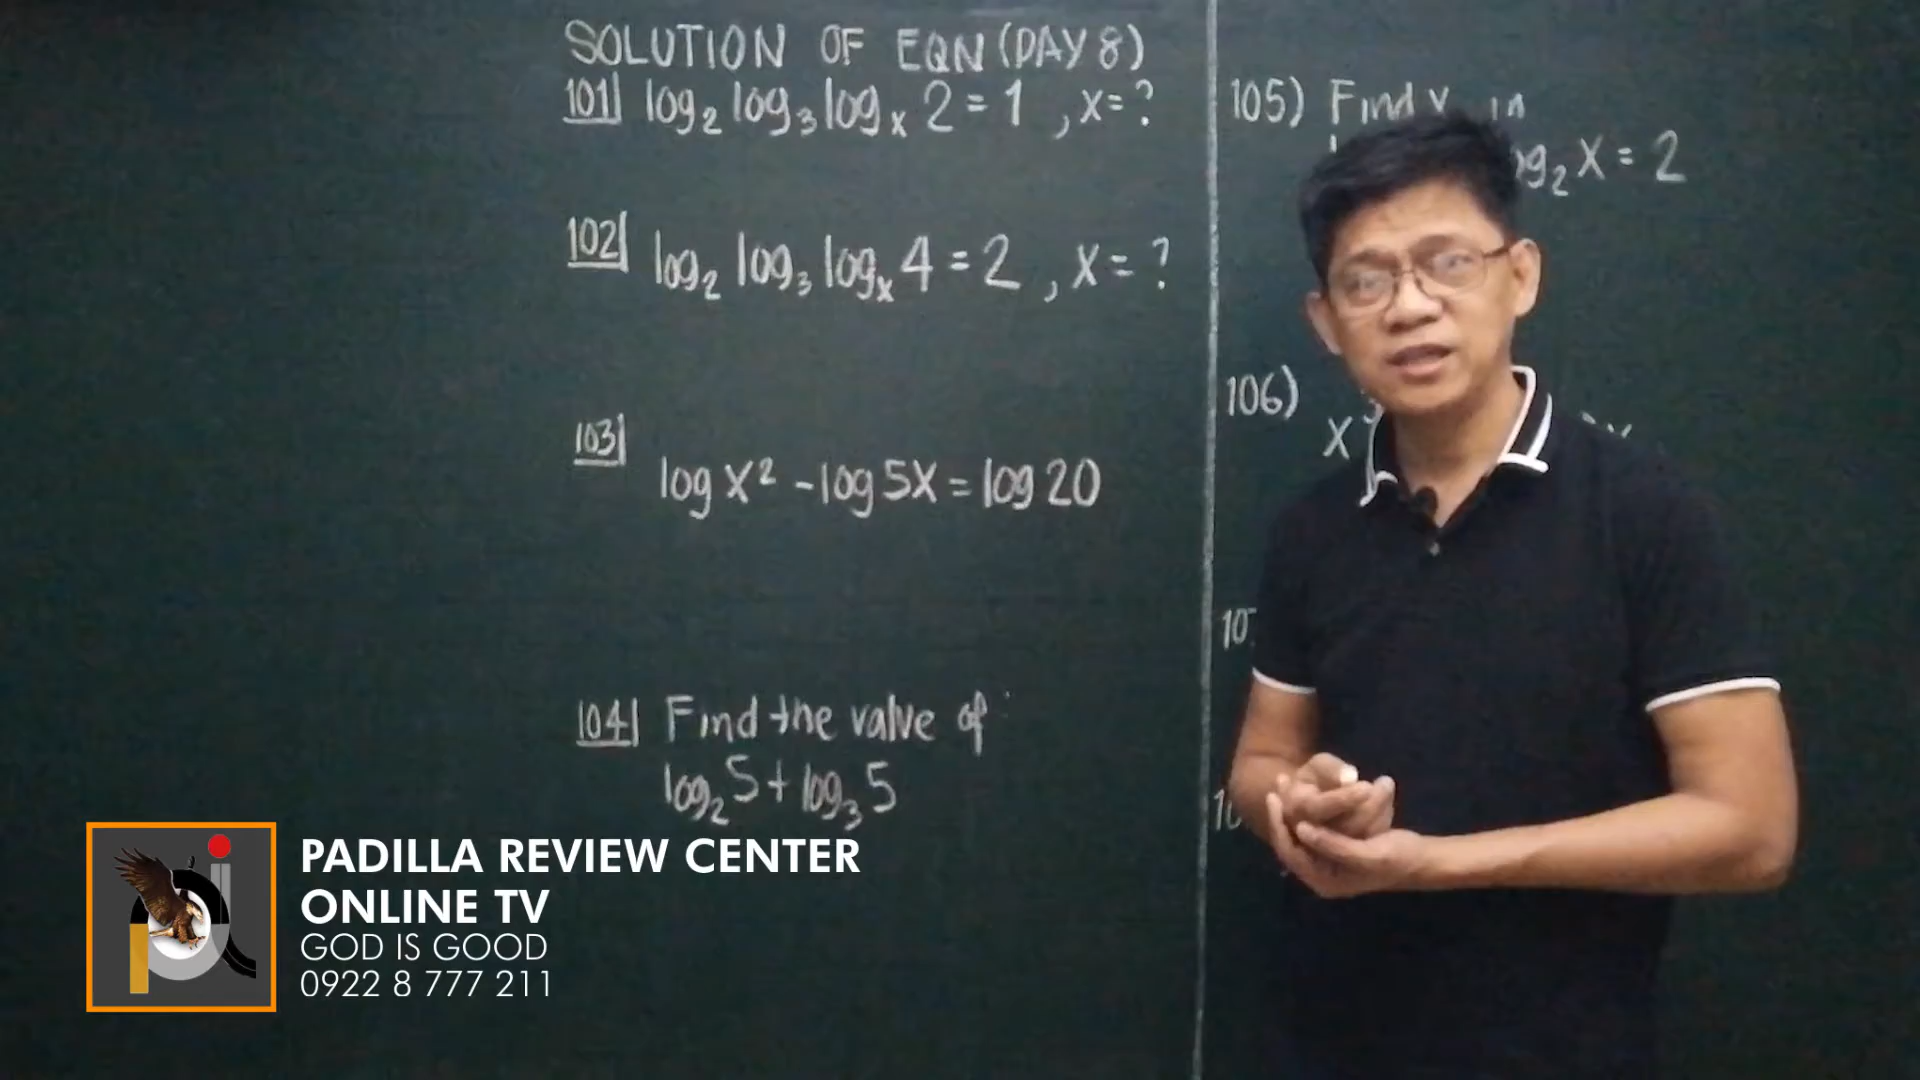 SOLUTION OF EQN (DAY 8)
101) log₂ log₃ logₓ 2 = 1 , x = ?
102) log₂ log₃ logₓ 4 = 2 , x = ?
103) log x² - log 5x = log 20
104) Find the value of
log₂ 5 + log₃ 5
105) Find x in
og₂ x = 2
106)
x
PADILLA REVIEW CENTER
ONLINE TV
GOD IS GOOD
0922 8 777 211